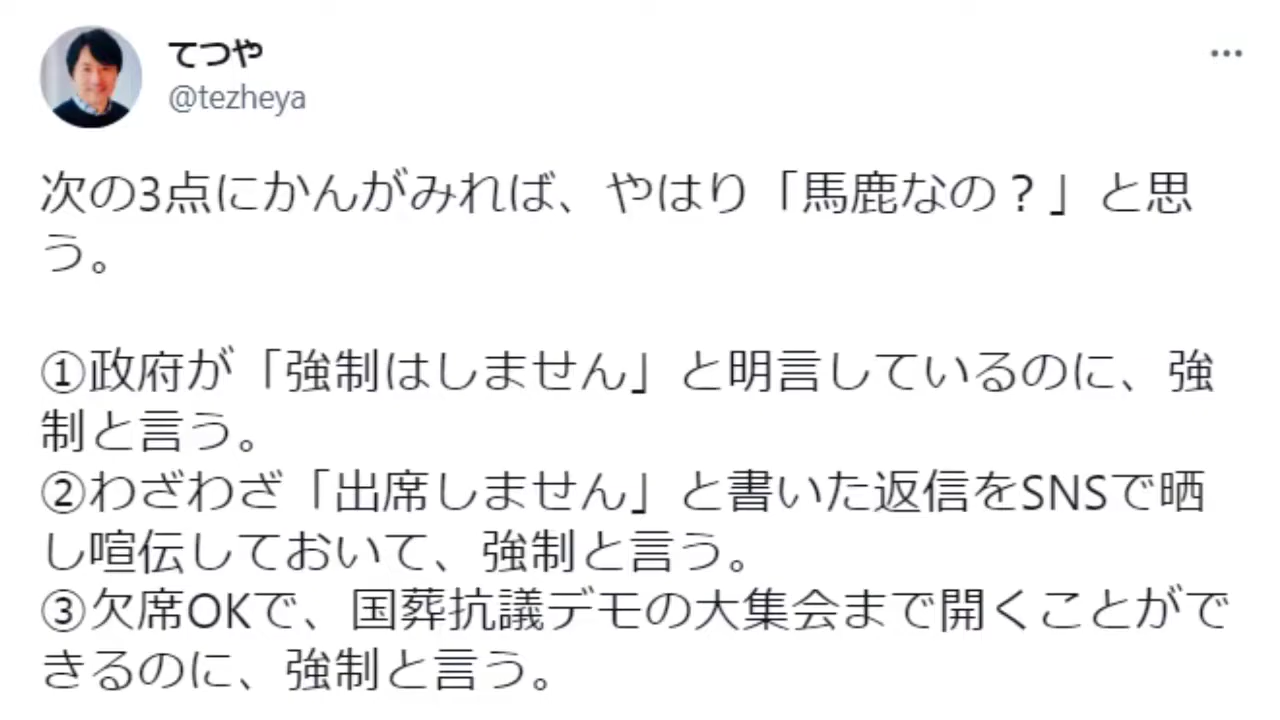 てつや
@tezheya
次の3点にかんがみれば、やはり「馬鹿なの？」と思
う。
①政府が「強制はしません」と明言しているのに、強
制と言う。
②わざわざ「出席しません」と書いた返信をSNSで晒
し喧伝しておいて、強制と言う。
③欠席OKで、国葬抗議デモの大集会まで開くことがで
きるのに、強制と言う。